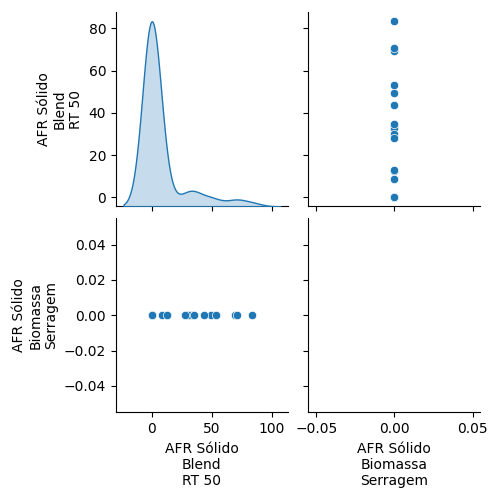 80
60
40
20
0
AFR Sólido
Blend
RT 50
0.04
0.02
0.00
−0.02
−0.04
AFR Sólido
Biomassa
Serragem
0
50
100
AFR Sólido
Blend
RT 50
−0.05
0.00
0.05
AFR Sólido
Biomassa
Serragem